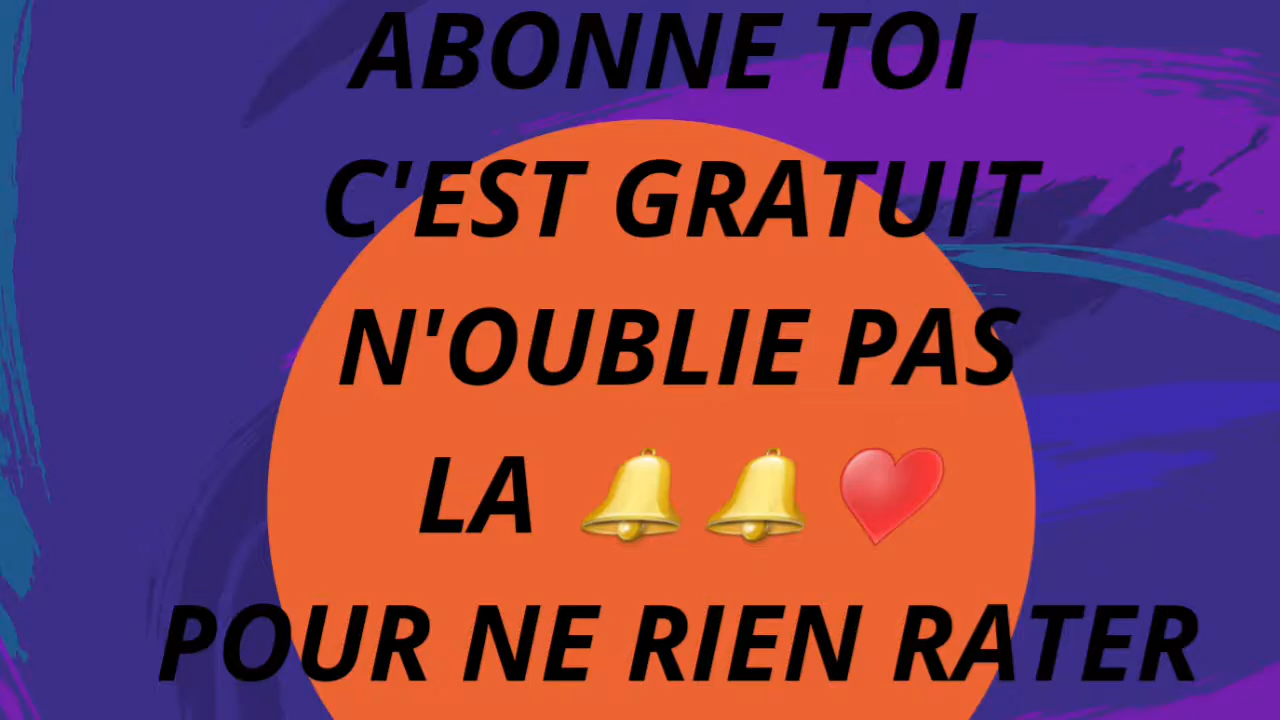 ABONNE TOI
C'EST GRATUIT
N'OUBLIE PAS
LA 🔔🔔❤️
POUR NE RIEN RATER